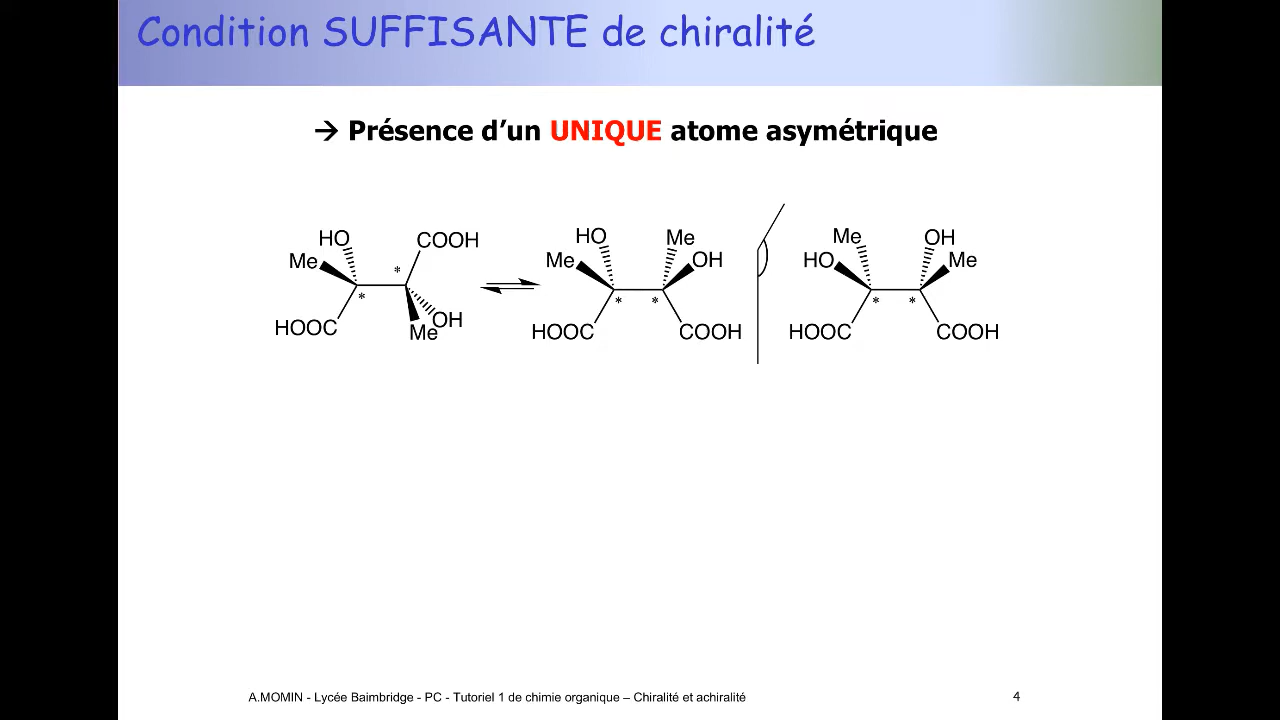 Condition SUFFISANTE de chiralité
→ Présence d’un UNIQUE atome asymétrique
HO COOH HO Me Me OH
Me * Me OH HO Me
* OH * * * *
HOOC Me HOOC COOH HOOC COOH
A.MOMIN - Lycée Baimbridge - PC - Tutoriel 1 de chimie organique – Chiralité et achiralité 4